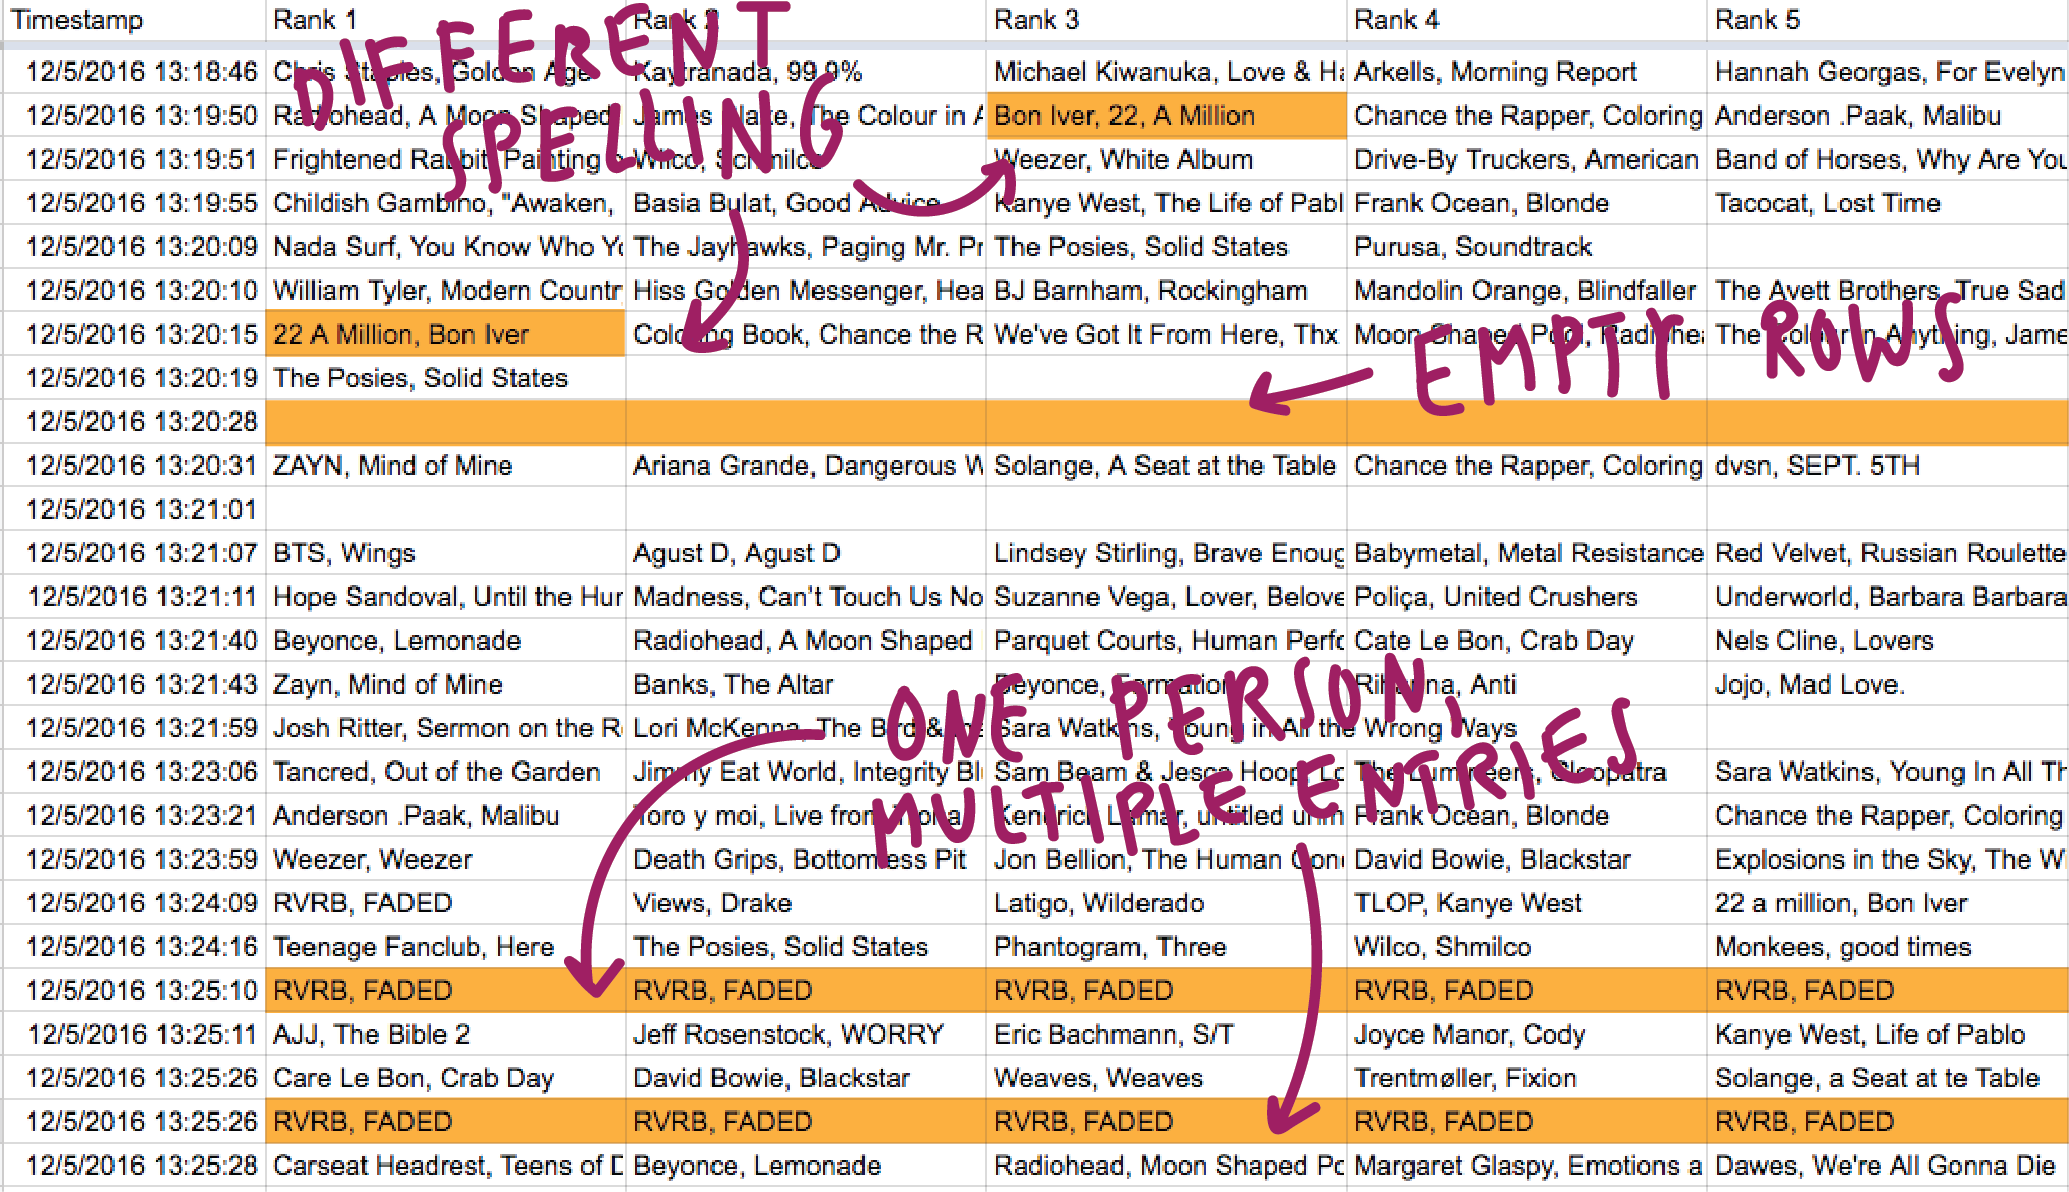 Timestamp Rank 1 Rank 2 Rank 3 Rank 4 Rank 5
DIFFERENT
SPELLING
12/5/2016 13:18:46 Chris Staples, Golden Age Kaytranada, 99.9% Michael Kiwanuka, Love & Ha Arkells, Morning Report Hannah Georgas, For Evelyn
12/5/2016 13:19:50 Radiohead, A Moon Shaped James Blake, The Colour in A Bon Iver, 22, A Million Chance the Rapper, Coloring Anderson .Paak, Malibu
12/5/2016 13:19:51 Frightened Rabbit, Painting o Wilco, Schmilco Weezer, White Album Drive-By Truckers, American Band of Horses, Why Are You
12/5/2016 13:19:55 Childish Gambino, "Awaken, Basia Bulat, Good Advice Kanye West, The Life of Pabl Frank Ocean, Blonde Tacocat, Lost Time
12/5/2016 13:20:09 Nada Surf, You Know Who Yo The Jayhawks, Paging Mr. Pr The Posies, Solid States Purusa, Soundtrack
12/5/2016 13:20:10 William Tyler, Modern Countr Hiss Golden Messenger, Hea BJ Barnham, Rockingham Mandolin Orange, Blindfaller The Avett Brothers, True Sad
12/5/2016 13:20:15 22 A Million, Bon Iver Coloring Book, Chance the R We've Got It From Here, Thx Moon Shaped Pool, Radiohea The Colour in Anything, Jame
EMPTY ROWS
12/5/2016 13:20:19 The Posies, Solid States
12/5/2016 13:20:28
12/5/2016 13:20:31 ZAYN, Mind of Mine Ariana Grande, Dangerous W Solange, A Seat at the Table Chance the Rapper, Coloring dvsn, SEPT. 5TH
12/5/2016 13:21:01
12/5/2016 13:21:07 BTS, Wings Agust D, Agust D Lindsey Stirling, Brave Enoug Babymetal, Metal Resistance Red Velvet, Russian Roulette
12/5/2016 13:21:11 Hope Sandoval, Until the Hur Madness, Can't Touch Us No Suzanne Vega, Lover, Belove Poliça, United Crushers Underworld, Barbara Barbara
12/5/2016 13:21:40 Beyonce, Lemonade Radiohead, A Moon Shaped Parquet Courts, Human Perfo Cate Le Bon, Crab Day Nels Cline, Lovers
12/5/2016 13:21:43 Zayn, Mind of Mine Banks, The Altar Beyonce, Formation Rihanna, Anti Jojo, Mad Love.
ONE PERSON,
MULTIPLE ENTRIES
12/5/2016 13:21:59 Josh Ritter, Sermon on the R Lori McKenna, The Bird & the Sara Watkins, Young in All the Wrong Ways
12/5/2016 13:23:06 Tancred, Out of the Garden Jimmy Eat World, Integrity Bl Sam Beam & Jesca Hoop, Lo The Lumineers, Cleopatra Sara Watkins, Young In All Th
12/5/2016 13:23:21 Anderson .Paak, Malibu Toro y moi, Live from Trona Kendrick Lamar, untitled unm Frank Ocean, Blonde Chance the Rapper, Coloring
12/5/2016 13:23:59 Weezer, Weezer Death Grips, Bottomless Pit Jon Bellion, The Human Cond David Bowie, Blackstar Explosions in the Sky, The Wi
12/5/2016 13:24:09 RVRB, FADED Views, Drake Latigo, Wilderado TLOP, Kanye West 22 a million, Bon Iver
12/5/2016 13:24:16 Teenage Fanclub, Here The Posies, Solid States Phantogram, Three Wilco, Shmilco Monkees, good times
12/5/2016 13:25:10 RVRB, FADED RVRB, FADED RVRB, FADED RVRB, FADED RVRB, FADED
12/5/2016 13:25:11 AJJ, The Bible 2 Jeff Rosenstock, WORRY Eric Bachmann, S/T Joyce Manor, Cody Kanye West, Life of Pablo
12/5/2016 13:25:26 Care Le Bon, Crab Day David Bowie, Blackstar Weaves, Weaves Trentmøller, Fixion Solange, a Seat at te Table
12/5/2016 13:25:26 RVRB, FADED RVRB, FADED RVRB, FADED RVRB, FADED RVRB, FADED
12/5/2016 13:25:28 Carseat Headrest, Teens of D Beyonce, Lemonade Radiohead, Moon Shaped Po Margaret Glaspy, Emotions a Dawes, We're All Gonna Die